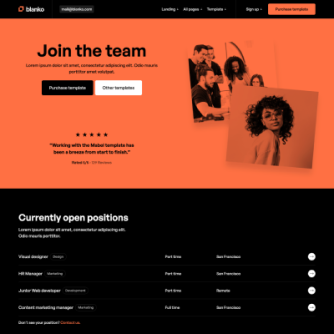 blanko
mail@blanko.com
Landing
All pages
Template
Sign up
Purchase template
Join the team
Lorem ipsum dolor sit amet, consectetur adipiscing elit. Odio mauris
porttitor amet volutpat.
Purchase template
Other templates
★ ★ ★ ★ ★
"Working with the Mabel template has
been a breeze from start to finish."
Rated 5/5
Currently open positions
Lorem ipsum dolor sit amet, consectetur adipiscing elit.
Odio mauris porttitor.
Visual designer Design Part time San Francisco
HR Manager Marketing Part time San Francisco
Junior Web developer Development Part time Remote
Content marketing manager Marketing Full time San Francisco
Don't see your position? Contact us